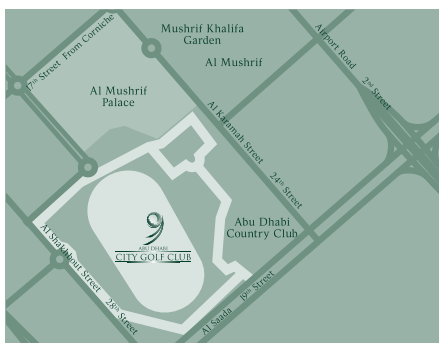 Mushrif Khalifa
Garden
Al Mushrif
17th Street From Corniche
Airport Road
2nd Street
Al Mushrif
Palace
Al Karamah Street
24th Street
Abu Dhabi
Country Club
9
ABU DHABI
CITY GOLF CLUB
Al Shakhbout Street
28th Street
Al Saada
19th Street